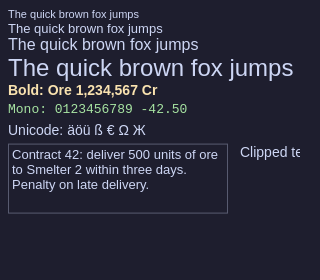 The quick brown fox jumps
The quick brown fox jumps
The quick brown fox jumps
The quick brown fox jumps
Bold: Ore 1,234,567 Cr
Mono: 0123456789 -42.50
Unicode: äöü ß € Ω Ж
Contract 42: deliver 500 units of ore
to Smelter 2 within three days.
Penalty on late delivery.
Clipped te